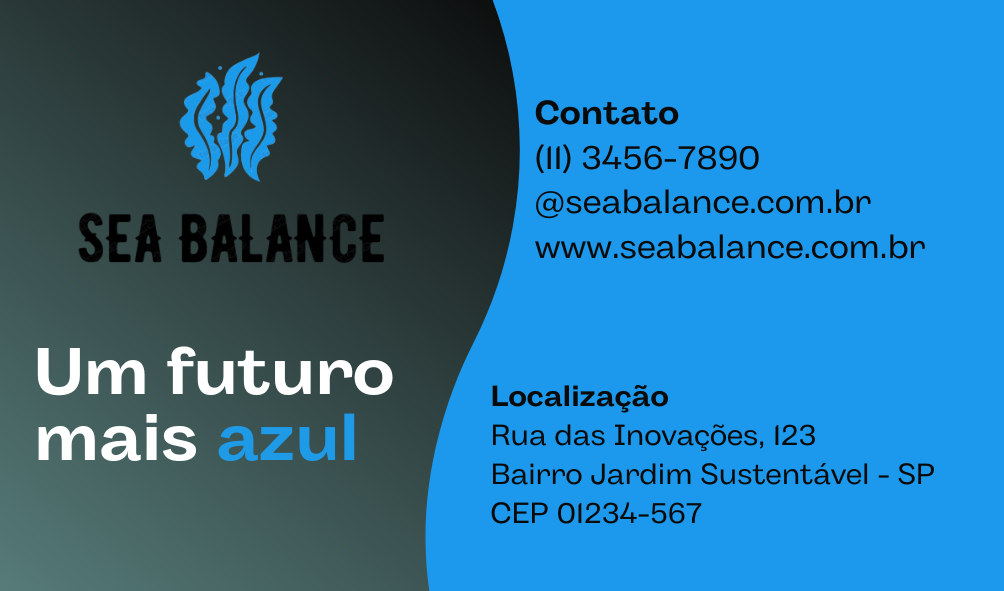 SEA BALANCE
Um futuro
mais azul
Contato
(11) 3456-7890
@seabalance.com.br
www.seabalance.com.br
Localização
Rua das Inovações, 123
Bairro Jardim Sustentável - SP
CEP 01234-567